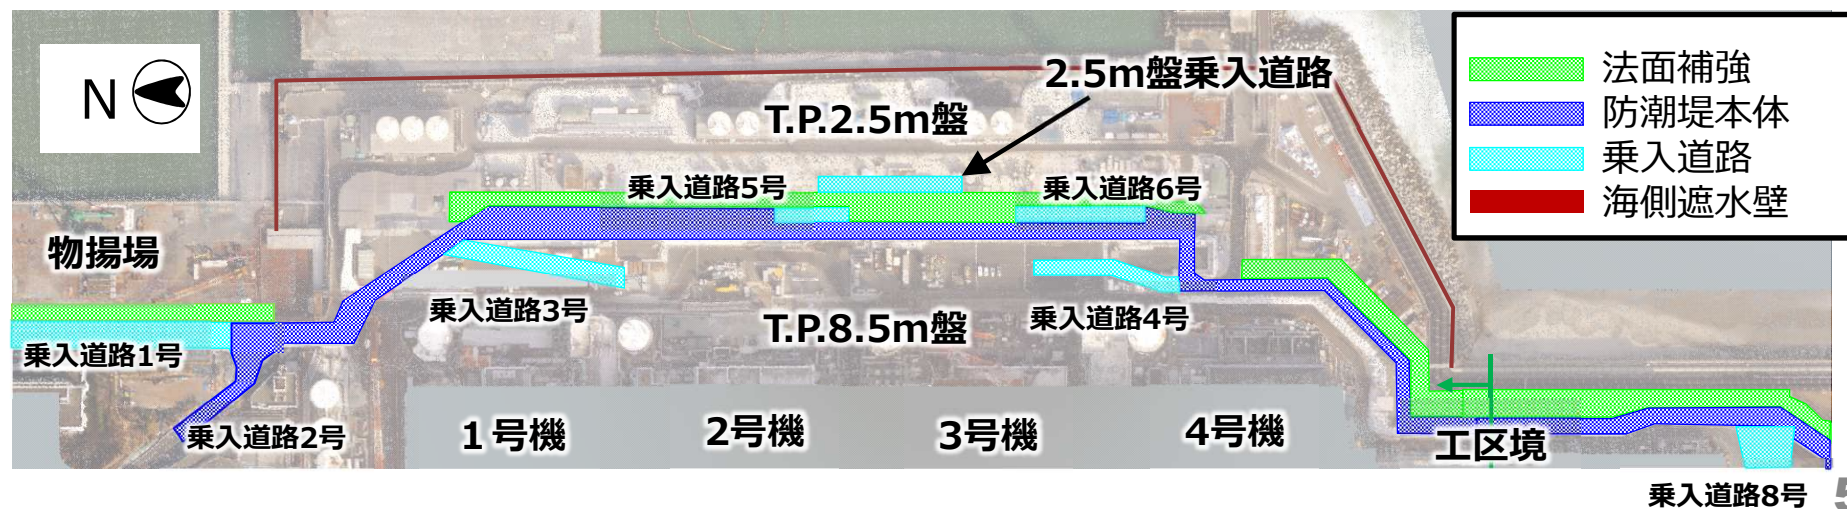 N
2.5m盤乗入道路
T.P.2.5m盤
乗入道路5号
乗入道路6号
物揚場
乗入道路3号
T.P.8.5m盤
乗入道路4号
乗入道路1号
乗入道路2号
1号機
2号機
3号機
4号機
工区境
乗入道路8号
法面補強
防潮堤本体
乗入道路
海側遮水壁
5